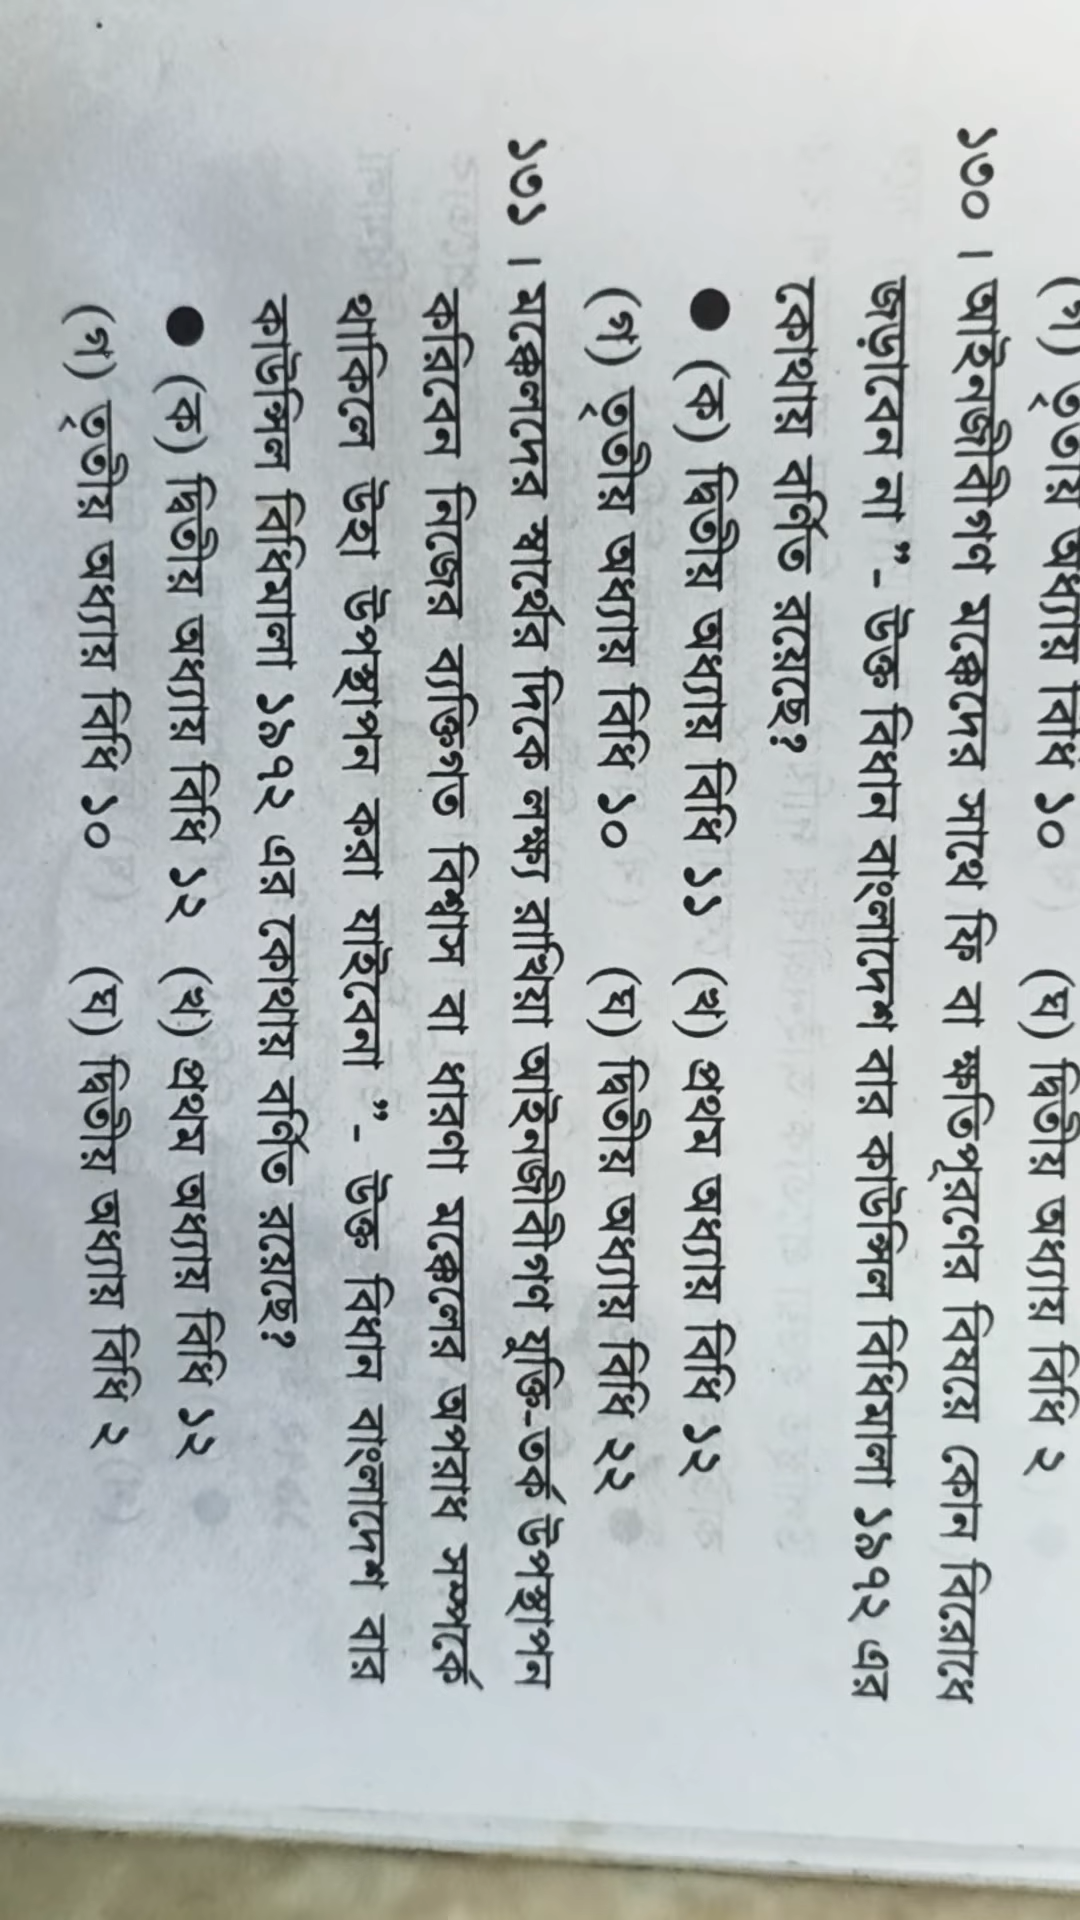 (গ) তৃতীয় অধ্যায় বিধি ১০ (ঘ) দ্বিতীয় অধ্যায় বিধি ২
১৩০। আইনজীবীগণ মক্কেলদের সাথে ফি বা ক্ষতিপূরণের বিষয়ে কোন বিরোধে
জড়াবেন না”- উক্ত বিধান বাংলাদেশ বার কাউন্সিল বিধিমালা ১৯৭২ এর
কোথায় বর্ণিত রয়েছে?
● (ক) দ্বিতীয় অধ্যায় বিধি ১১ (খ) প্রথম অধ্যায় বিধি ১২
(গ) তৃতীয় অধ্যায় বিধি ১০ (ঘ) দ্বিতীয় অধ্যায় বিধি ২২
১৩১। মক্কেলদের স্বার্থের দিকে লক্ষ্য রাখিয়া আইনজীবীগণ যুক্তি-তর্ক উপস্থাপন
করিবেন নিজের ব্যক্তিগত বিশ্বাস বা ধারণা মক্কেলের অপরাধ সম্পর্কে
থাকিলে উহা উপস্থাপন করা যাইবেনা ”- উক্ত বিধান বাংলাদেশ বার
কাউন্সিল বিধিমালা ১৯৭২ এর কোথায় বর্ণিত রয়েছে?
● (ক) দ্বিতীয় অধ্যায় বিধি ১২ (খ) প্রথম অধ্যায় বিধি ১২
(গ) তৃতীয় অধ্যায় বিধি ১০ (ঘ) দ্বিতীয় অধ্যায় বিধি ২